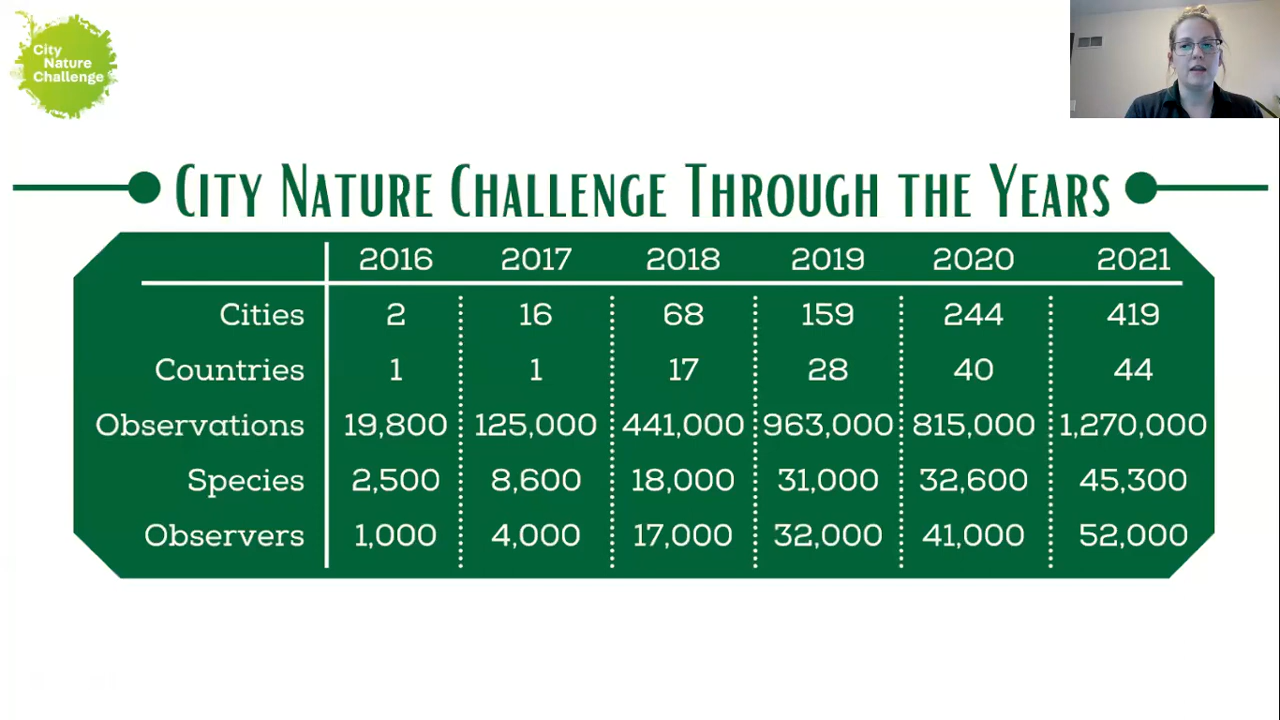 City
Nature
Challenge
City Nature Challenge Through the Years
2016 2017 2018 2019 2020 2021
Cities 2 16 68 159 244 419
Countries 1 1 17 28 40 44
Observations 19,800 125,000 441,000 963,000 815,000 1,270,000
Species 2,500 8,600 18,000 31,000 32,600 45,300
Observers 1,000 4,000 17,000 32,000 41,000 52,000